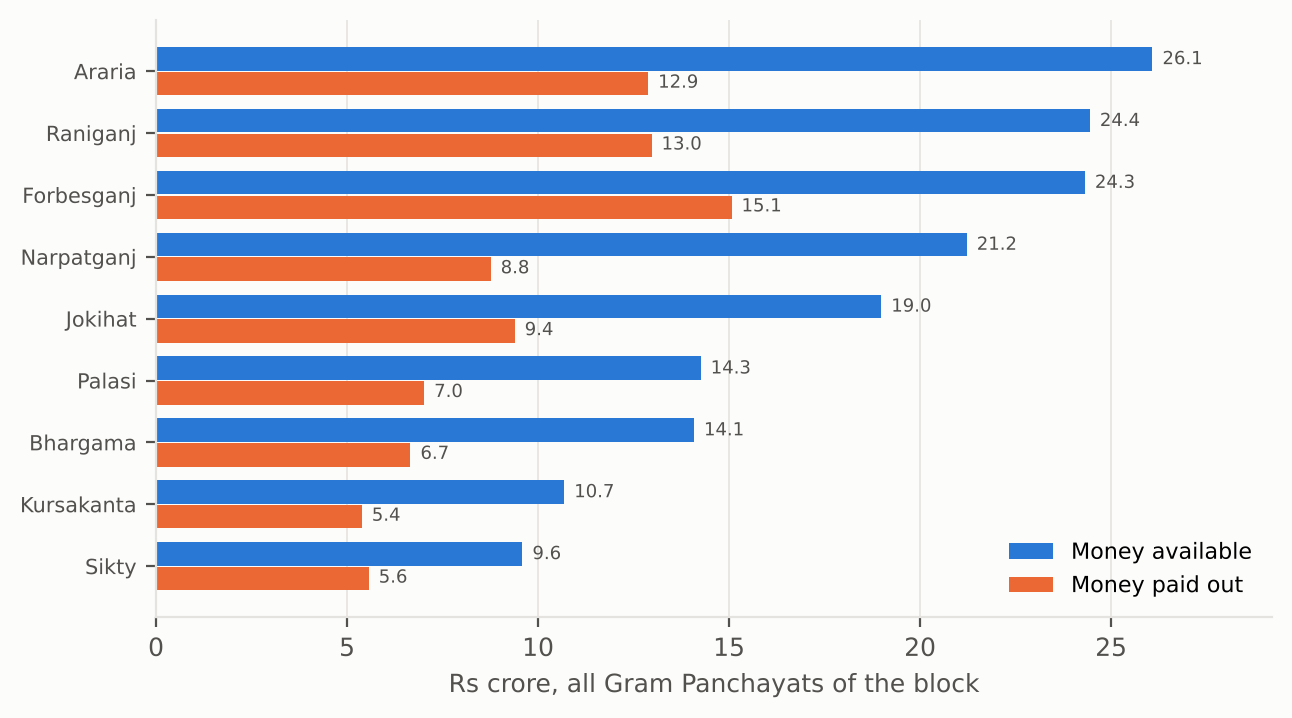 Araria
26.1
12.9
Raniganj
24.4
13.0
Forbesganj
24.3
15.1
Narpatganj
21.2
8.8
Jokihat
19.0
9.4
Palasi
14.3
7.0
Bhargama
14.1
6.7
Kursakanta
10.7
5.4
Sikty
9.6
5.6
Money available
Money paid out
0 5 10 15 20 25
Rs crore, all Gram Panchayats of the block